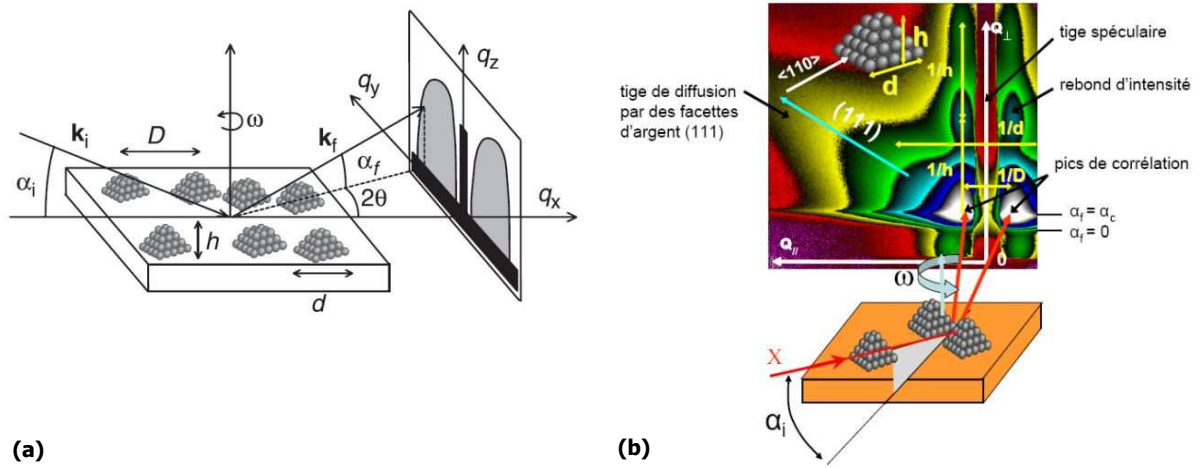 k_i
D
ω
k_f
α_i
α_f
2θ
h
d
q_y
q_z
q_x
(a)
tige de diffusion
par des facettes
d'argent (111)
<110>
h
d
1/h
Q⊥
(111)
1/h
1/d
1/D
Q//
0
tige spéculaire
rebond d'intensité
pics de corrélation
α_f = α_c
α_f = 0
ω
X
α_i
(b)